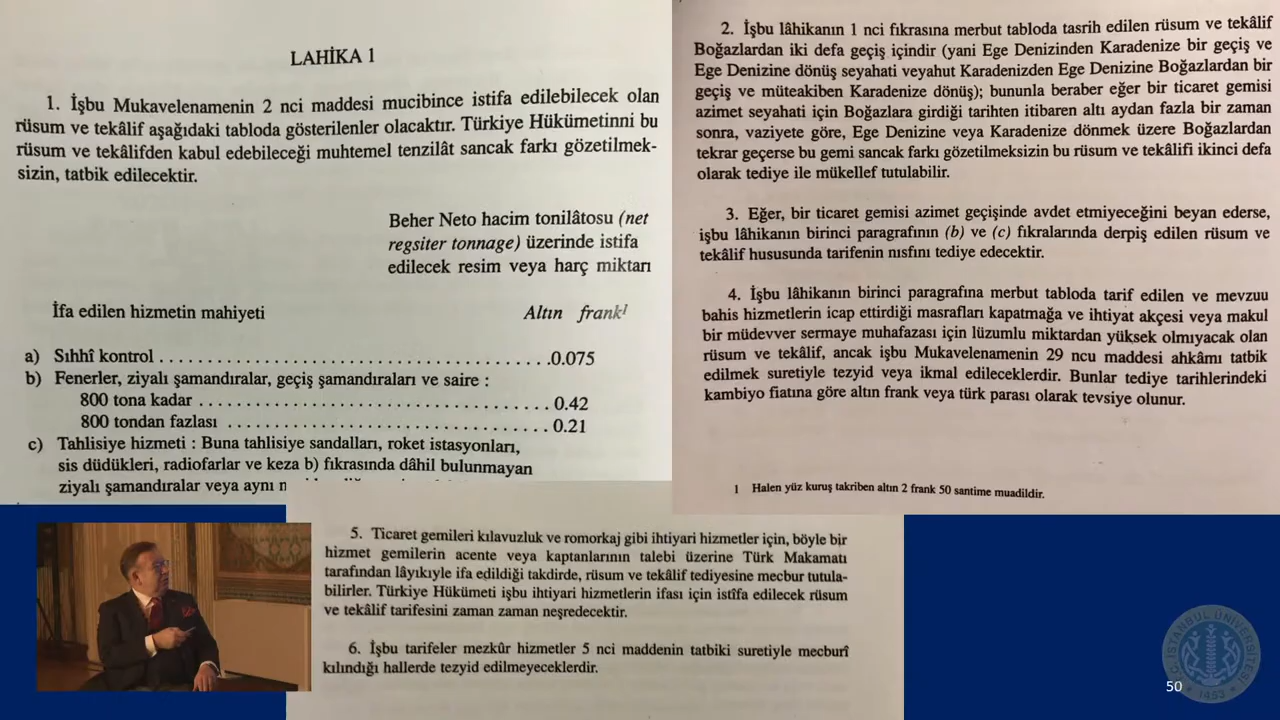 LAHİKA 1
1. İşbu Mukavelenamenin 2 nci maddesi mucibince istifa edilebilecek olan
rüsum ve tekâlif aşağıdaki tabloda gösterilenler olacaktır. Türkiye Hükümetinni bu
rüsum ve tekâlifden kabul edebileceği muhtemel tenzilât sancak farkı gözetilmek-
sizin, tatbik edilecektir.
Beher Neto hacim tonilâtosu (net
regsiter tonnage) üzerinde istifa
edilecek resim veya harç miktarı
İfa edilen hizmetin mahiyeti Altın frank¹
a) Sıhhî kontrol . . . . . . . . . . . . . . . . . . . . . . . . . . . . . . . . . . . . . . . . .0.075
b) Fenerler, ziyalı şamandıralar, geçiş şamandıraları ve saire :
800 tona kadar . . . . . . . . . . . . . . . . . . . . . . . . . . . . . . . . . . . . . 0.42
800 tondan fazlası . . . . . . . . . . . . . . . . . . . . . . . . . . . . . . . . . . 0.21
c) Tahlisiye hizmeti : Buna tahlisiye sandalları, roket istasyonları,
sis düdükleri, radiofarlar ve keza b) fıkrasında dâhil bulunmayan
ziyalı şamandıralar veya aynı
2. İşbu lâhikanın 1 nci fıkrasına merbut tabloda tasrih edilen rüsum ve tekâlif
Boğazlardan iki defa geçiş içindir (yani Ege Denizinden Karadenize bir geçiş ve
Ege Denizine dönüş seyahati veyahut Karadenizden Ege Denizine Boğazlardan bir
geçiş ve müteakiben Karadenize dönüş); bununla beraber eğer bir ticaret gemisi
azimet seyahati için Boğazlara girdiği tarihten itibaren altı aydan fazla bir zaman
sonra, vaziyete göre, Ege Denizine veya Karadenize dönmek üzere Boğazlardan
tekrar geçerse bu gemi sancak farkı gözetilmeksizin bu rüsum ve tekâlifi ikinci defa
olarak tediye ile mükellef tutulabilir.
3. Eğer, bir ticaret gemisi azimet geçişinde avdet etmiyeceğini beyan ederse,
işbu lâhikanın birinci paragrafının (b) ve (c) fıkralarında derpiş edilen rüsum ve
tekâlif hususunda tarifenin nısfını tediye edecektir.
4. İşbu lâhikanın birinci paragrafına merbut tabloda tarif edilen ve mevzuu
bahis hizmetlerin icap ettirdiği masrafları kapatmağa ve ihtiyat akçesi veya makul
bir müdevver sermaye muhafazası için lüzumlu miktardan yüksek olmıyacak olan
rüsum ve tekâlif, ancak işbu Mukavelenamenin 29 ncu maddesi ahkâmı tatbik
edilmek suretiyle tezyid veya ikmal edileceklerdir. Bunlar tediye tarihlerindeki
kambiyo fiatına göre altın frank veya türk parası olarak tevsiye olunur.
1 Halen yüz kuruş takriben altın 2 frank 50 santime muadildir.
5. Ticaret gemileri kılavuzluk ve romorkaj gibi ihtiyari hizmetler için, böyle bir
hizmet gemilerin acente veya kaptanlarının talebi üzerine Türk Makamatı
tarafından lâyıkıyle ifa edildiği takdirde, rüsum ve tekâlif tediyesine mecbur tutula-
bilirler. Türkiye Hükümeti işbu ihtiyari hizmetlerin ifası için istîfa edilecek rüsum
ve tekâlif tarifesini zaman zaman neşredecektir.
6. İşbu tarifeler mezkûr hizmetler 5 nci maddenin tatbiki suretiyle mecburî
kılındığı hallerde tezyid edilmeyeceklerdir.
T.C. İSTANBUL ÜNİVERSİTESİ
1453
50